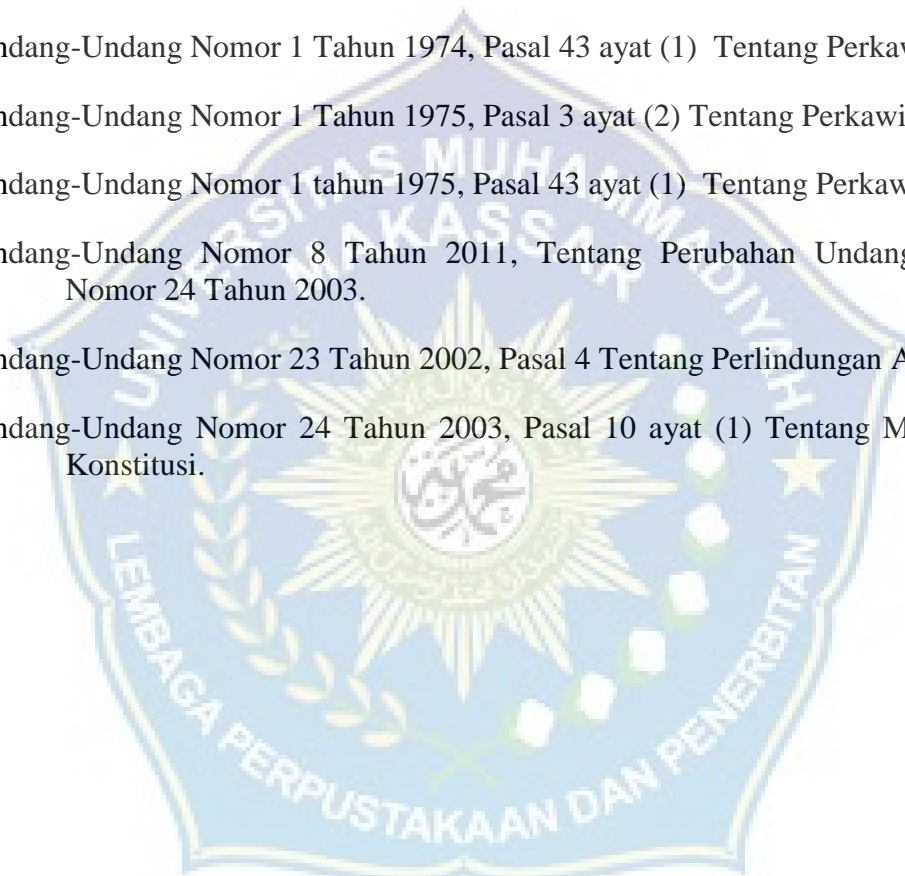 ndang-Undang Nomor 1 Tahun 1974, Pasal 43 ayat (1) Tentang Perkaw
ndang-Undang Nomor 1 Tahun 1975, Pasal 3 ayat (2) Tentang Perkawi
ndang-Undang Nomor 1 tahun 1975, Pasal 43 ayat (1) Tentang Perkaw
ndang-Undang Nomor 8 Tahun 2011, Tentang Perubahan Undang
Nomor 24 Tahun 2003.
ndang-Undang Nomor 23 Tahun 2002, Pasal 4 Tentang Perlindungan A
ndang-Undang Nomor 24 Tahun 2003, Pasal 10 ayat (1) Tentang M
Konstitusi.
UNIVERSITAS MUHAMMADIYAH
MAKASSAR
LEMBAGA PERPUSTAKAAN DAN PENERBITAN